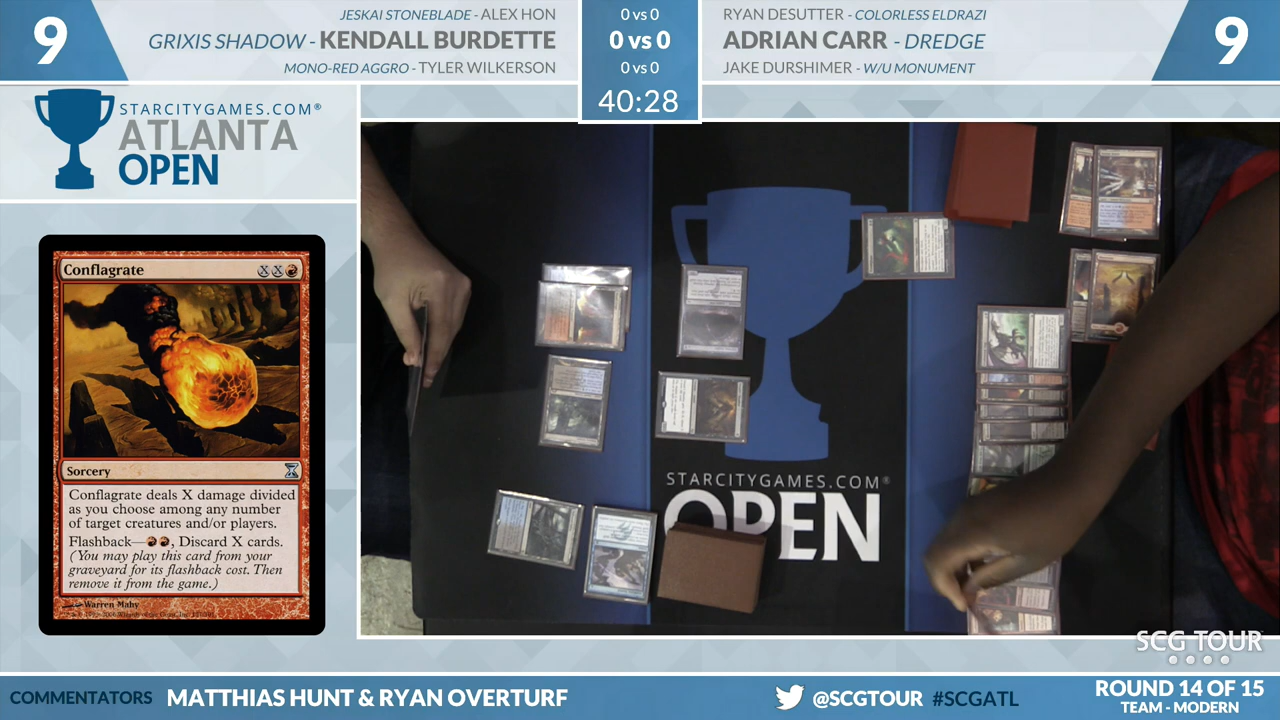 9
JESKAI STONEBLADE - ALEX HON
GRIXIS SHADOW - KENDALL BURDETTE
MONO-RED AGGRO - TYLER WILKERSON
0 vs 0
0 vs 0
0 vs 0
40:28
RYAN DESUTTER - COLORLESS ELDRAZI
ADRIAN CARR - DREDGE
JAKE DURSHIMER - W/U MONUMENT
9
STARCITYGAMES.COM®
ATLANTA
OPEN
Conflagrate XXR
Sorcery
Conflagrate deals X damage divided
as you choose among any number
of target creatures and/or players.
Flashback—RR, Discard X cards.
(You may play this card from your
graveyard for its flashback cost. Then
remove it from the game.)
Warren Mahy
STARCITYGAMES.COM®
OPEN
SCG TOUR
COMMENTATORS MATTHIAS HUNT & RYAN OVERTURF
@SCGTOUR #SCGATL
ROUND 14 OF 15
TEAM - MODERN